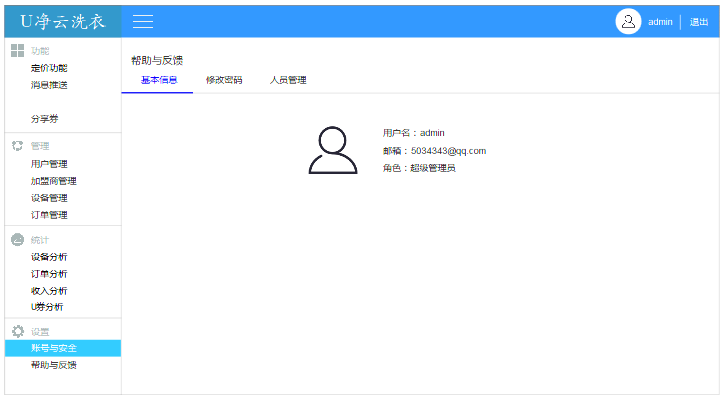 U净云洗衣
admin
退出
功能
定价功能
消息推送
分享券
管理
用户管理
加盟商管理
设备管理
订单管理
统计
设备分析
订单分析
收入分析
U券分析
设置
账号与安全
帮助与反馈
帮助与反馈
基本信息 修改密码 人员管理
用户名：admin
邮箱：5034343@qq.com
角色：超级管理员